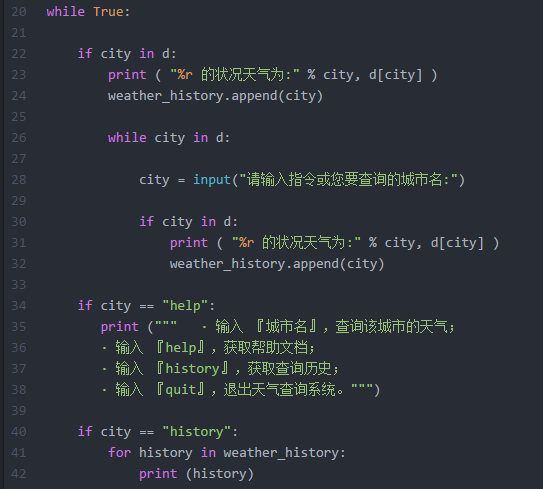 20 while True:
21
22 if city in d:
23 print ( "%r 的状况天气为:" % city, d[city] )
24 weather_history.append(city)
25
26 while city in d:
27
28 city = input("请输入指令或您要查询的城市名:")
29
30 if city in d:
31 print ( "%r 的状况天气为:" % city, d[city] )
32 weather_history.append(city)
33
34 if city == "help":
35 print (""" · 输入 『城市名』, 查询该城市的天气;
36 · 输入 『help』, 获取帮助文档;
37 · 输入 『history』, 获取查询历史;
38 · 输入 『quit』, 退出天气查询系统。""")
39
40 if city == "history":
41 for history in weather_history:
42 print (history)